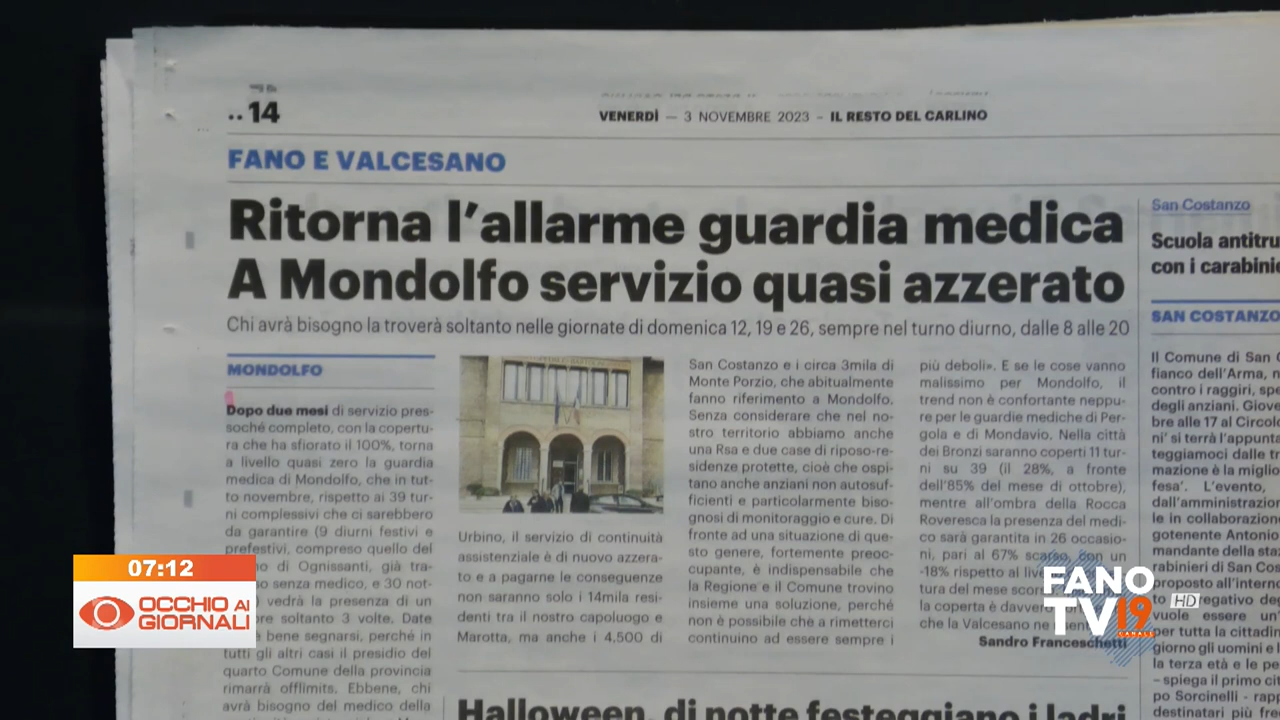 14
VENERDÌ — 3 NOVEMBRE 2023 – IL RESTO DEL CARLINO
FANO E VALCESANO
Ritorna l'allarme guardia medica
A Mondolfo servizio quasi azzerato
Chi avrà bisogno la troverà soltanto nelle giornate di domenica 12, 19 e 26, sempre nel turno diurno, dalle 8 alle 20
MONDOLFO
Dopo due mesi di servizio pres-
soché completo, con la copertu-
ra che ha sfiorato il 100%, torna
a livello quasi zero la guardia
medica di Mondolfo, che in tut-
to novembre, rispetto ai 39 tur-
ni complessivi che ci sarebbero
da garantire (9 diurni festivi e
prefestivi, compreso quello del
di Ognissanti, già tra-
senza medico, e 30 not-
vedrà la presenza di un
soltanto 3 volte. Date
bene segnarsi, perché in
tutti gli altri casi il presidio del
quarto Comune della provincia
rimarrà offlimits. Ebbene, chi
avrà bisogno del medico della
Urbino, il servizio di continuità
assistenziale è di nuovo azzera-
to e a pagarne le conseguenze
non saranno solo i 14mila resi-
denti tra il nostro capoluogo e
Marotta, ma anche i 4,500 di
San Costanzo e i circa 3mila di
Monte Porzio, che abitualmente
fanno riferimento a Mondolfo.
Senza considerare che nel no-
stro territorio abbiamo anche
una Rsa e due case di riposo-re-
sidenze protette, cioè che ospi-
tano anche anziani non autosuf-
ficienti e particolarmente biso-
gnosi di monitoraggio e cure. Di
fronte ad una situazione di que-
sto genere, fortemente preoc-
cupante, è indispensabile che
la Regione e il Comune trovino
insieme una soluzione, perché
non è possibile che a rimetterci
continuino ad essere sempre i
più deboli». E se le cose vanno
malissimo per Mondolfo, il
trend non è confortante neppu-
re per le guardie mediche di Per-
gola e di Mondavio. Nella città
dei Bronzi saranno coperti 11 tur-
ni su 39 (il 28%, a fronte
dell'85% del mese di ottobre),
mentre all'ombra della Rocca
Roveresca la presenza del medi-
co sarà garantita in 26 occasio-
ni, pari al 67% scarso, con un
-18% rispetto al
tura del mese
la coperta è
che la Valcesano ne
Sandro Franceschetti
San Costanzo
Scuola antitru
con i carabinie
SAN COSTANZO
Il Comune di San C
fianco dell'Arma, n
contro i raggiri, spe
degli anziani. Giove
bre alle 17 al Circolo
ni' si terrà l'appunta
teggiamoci dalle tr
mazione è la miglio
fesa'. L'evento,
dall'amministrazion
le in collaborazion
gotenente Antonio
mandante della sta
rabinieri di San Cos
proposto all'interno
vuole essere un'
per tutta la cittadin
giorno gli uomini e l
la terza età e le pe
– spiega il primo cit
po Sorcinelli - rapp
destinatari più fre
Halloween, di notte festeggiano i ladri
07:12
OCCHIO AI
GIORNALI
FANO
TV19
HD
CANALE